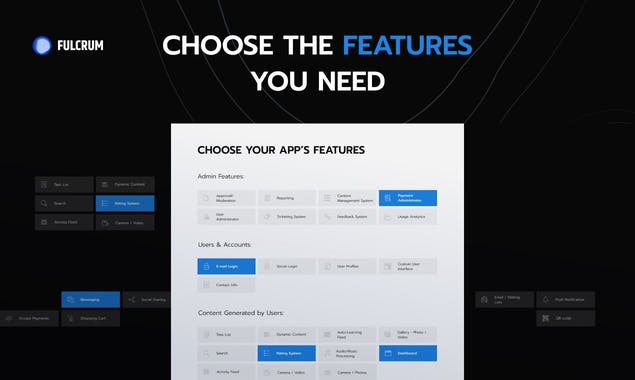 FULCRUM
CHOOSE THE FEATURES
YOU NEED
CHOOSE YOUR APP'S FEATURES
Admin Features:
Approval/
Moderation
Reporting
Content
Management System
Payment
Administrator
User
Administrator
Ticketing System
Feedback System
Usage Analytics
Users & Accounts:
E-mail Login
Social Login
User Profiles
Custom User
Interface
Contact Info
Content Generated by Users:
Task List
Dynamic Content
Auto-Learning
Feed
Gallery - Photo /
Video
Search
Rating System
Audio/Music
Processing
Dashboard
Activity Feed
Camera / Video
Camera / Photos
Task List
Dynamic Content
Search
Rating System
Activity Feed
Camera / Video
Messaging
Social Sharing
Accept Payments
Shopping Cart
Email / Mailing
Lists
Push Notification
QR code